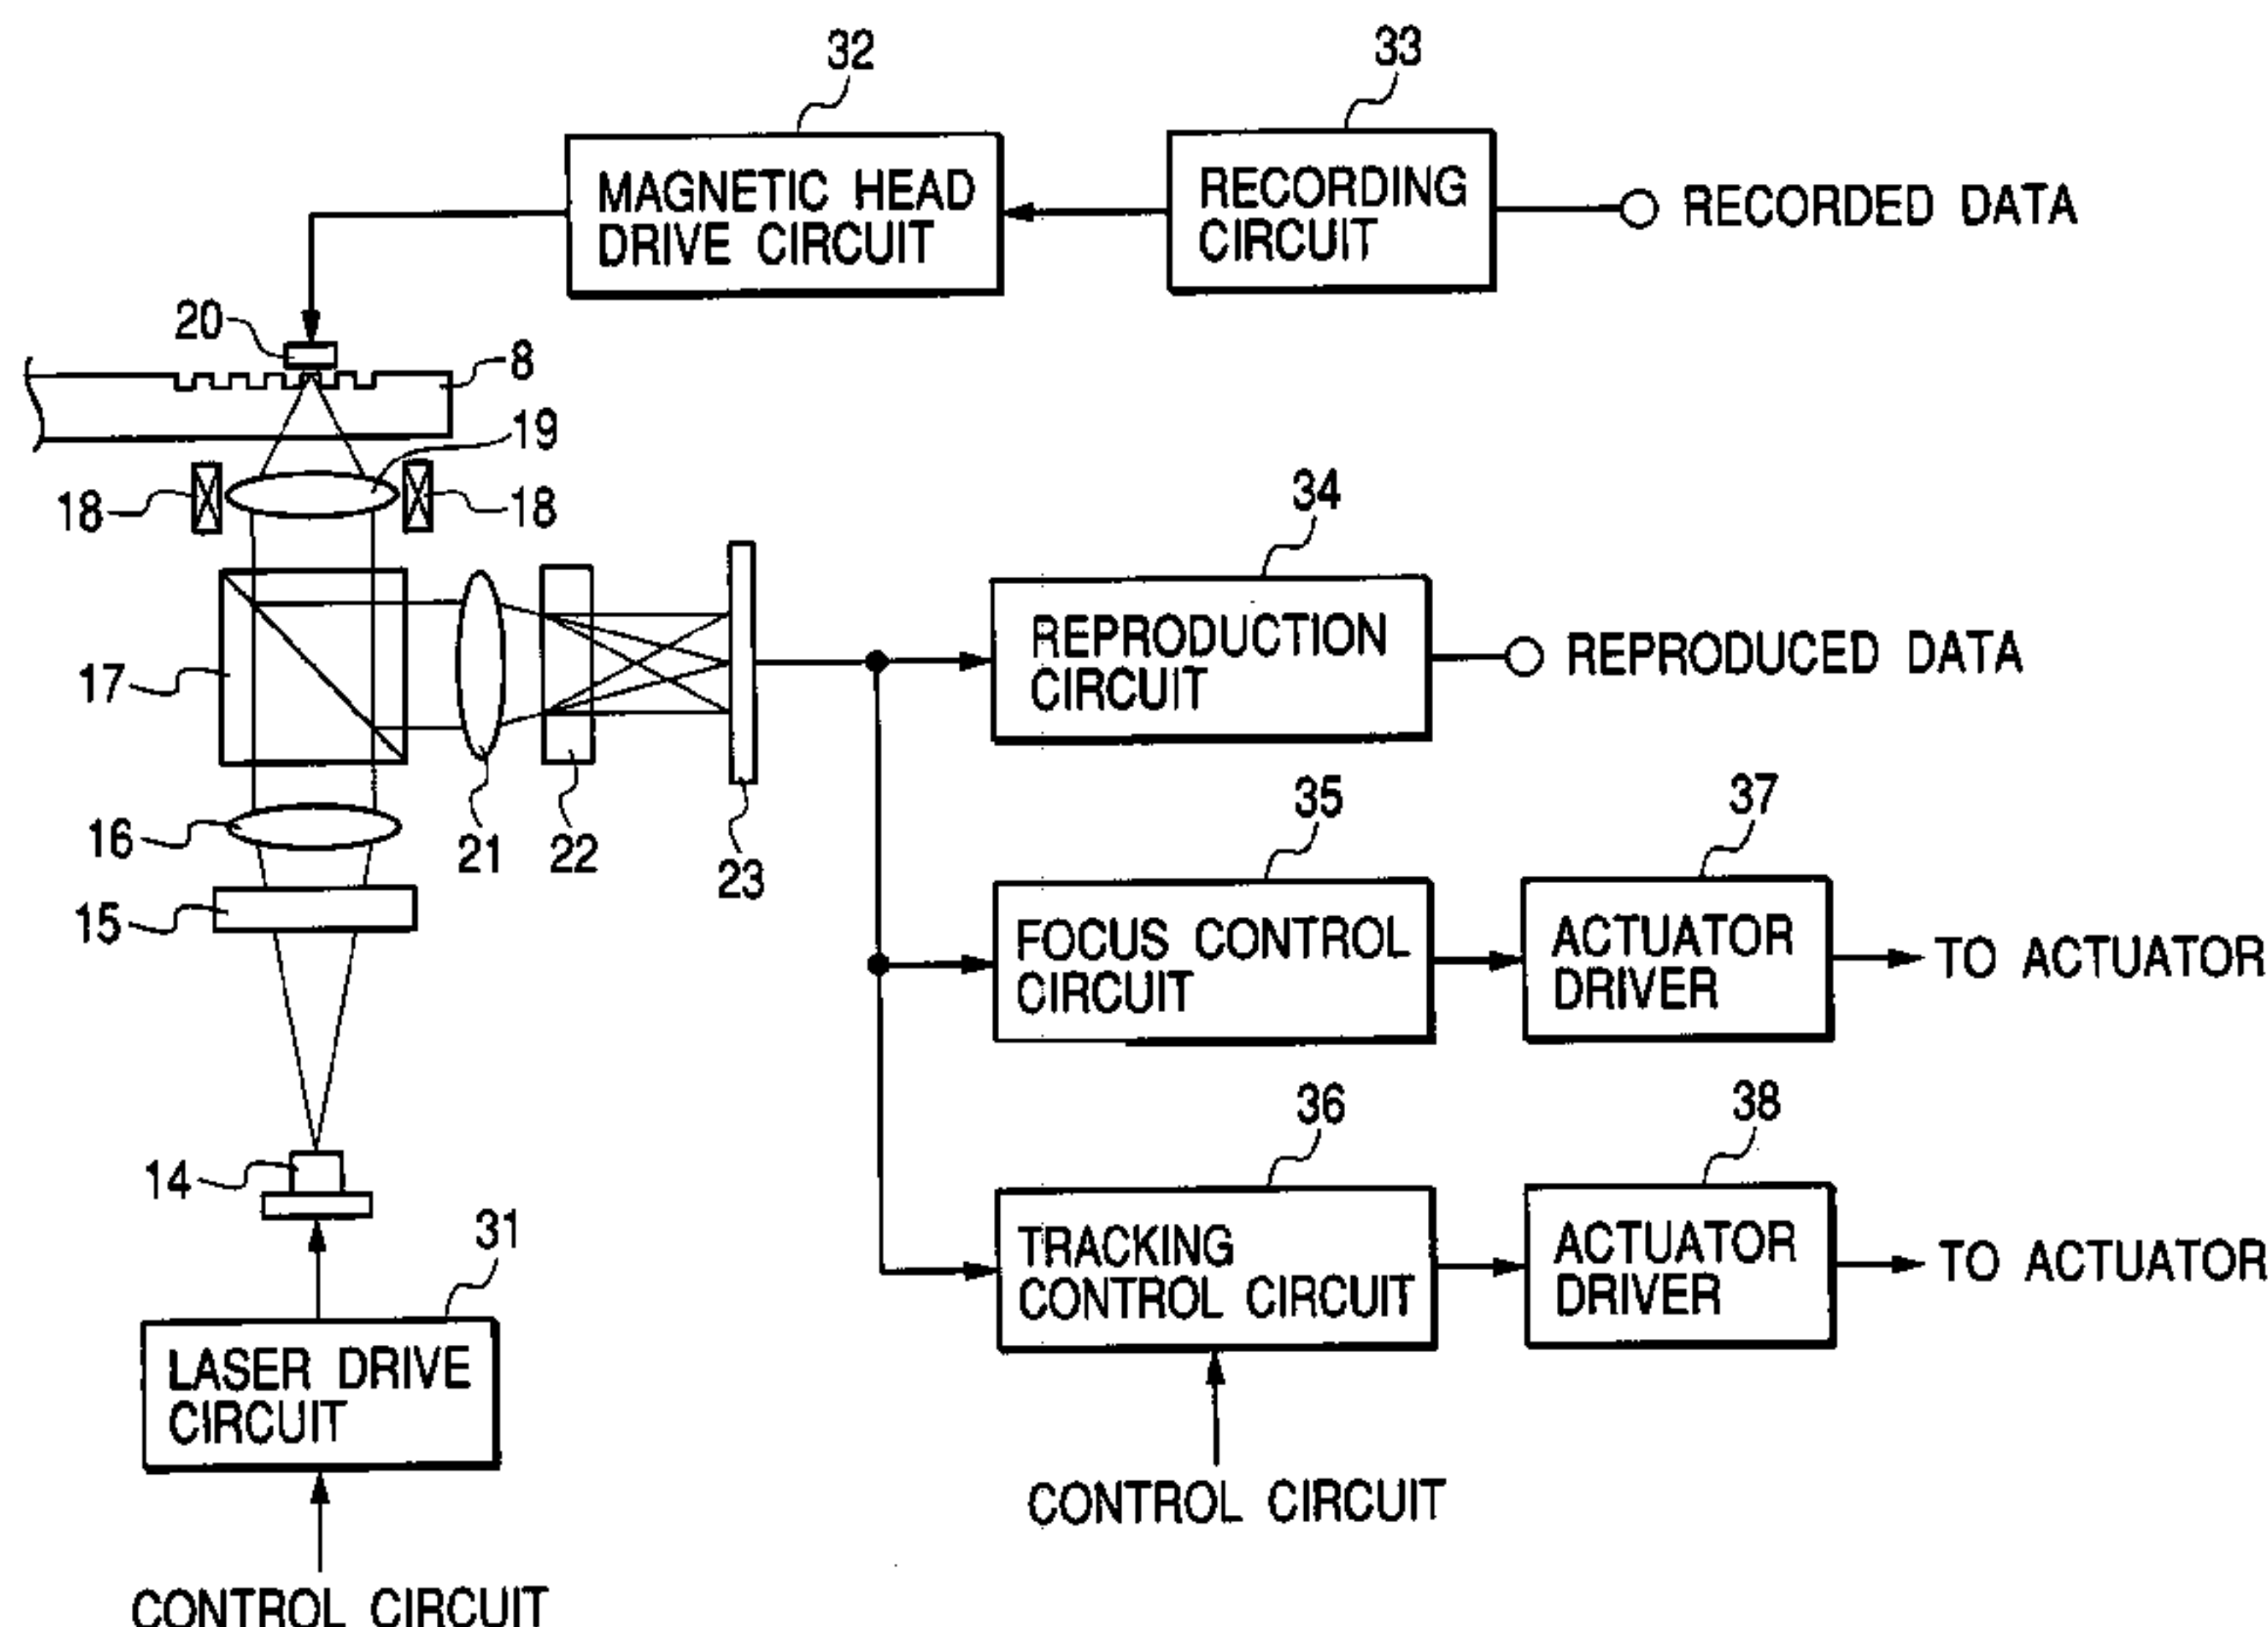 32
33
MAGNETIC HEAD
DRIVE CIRCUIT
RECORDING
CIRCUIT
RECORDED DATA
20
8
19
18
18
34
REPRODUCTION
CIRCUIT
REPRODUCED DATA
17
16
21
22
23
35
37
15
FOCUS CONTROL
CIRCUIT
ACTUATOR
DRIVER
TO ACTUATOR
36
38
14
31
TRACKING
CONTROL CIRCUIT
ACTUATOR
DRIVER
TO ACTUATOR
LASER DRIVE
CIRCUIT
CONTROL CIRCUIT
CONTROL CIRCUIT